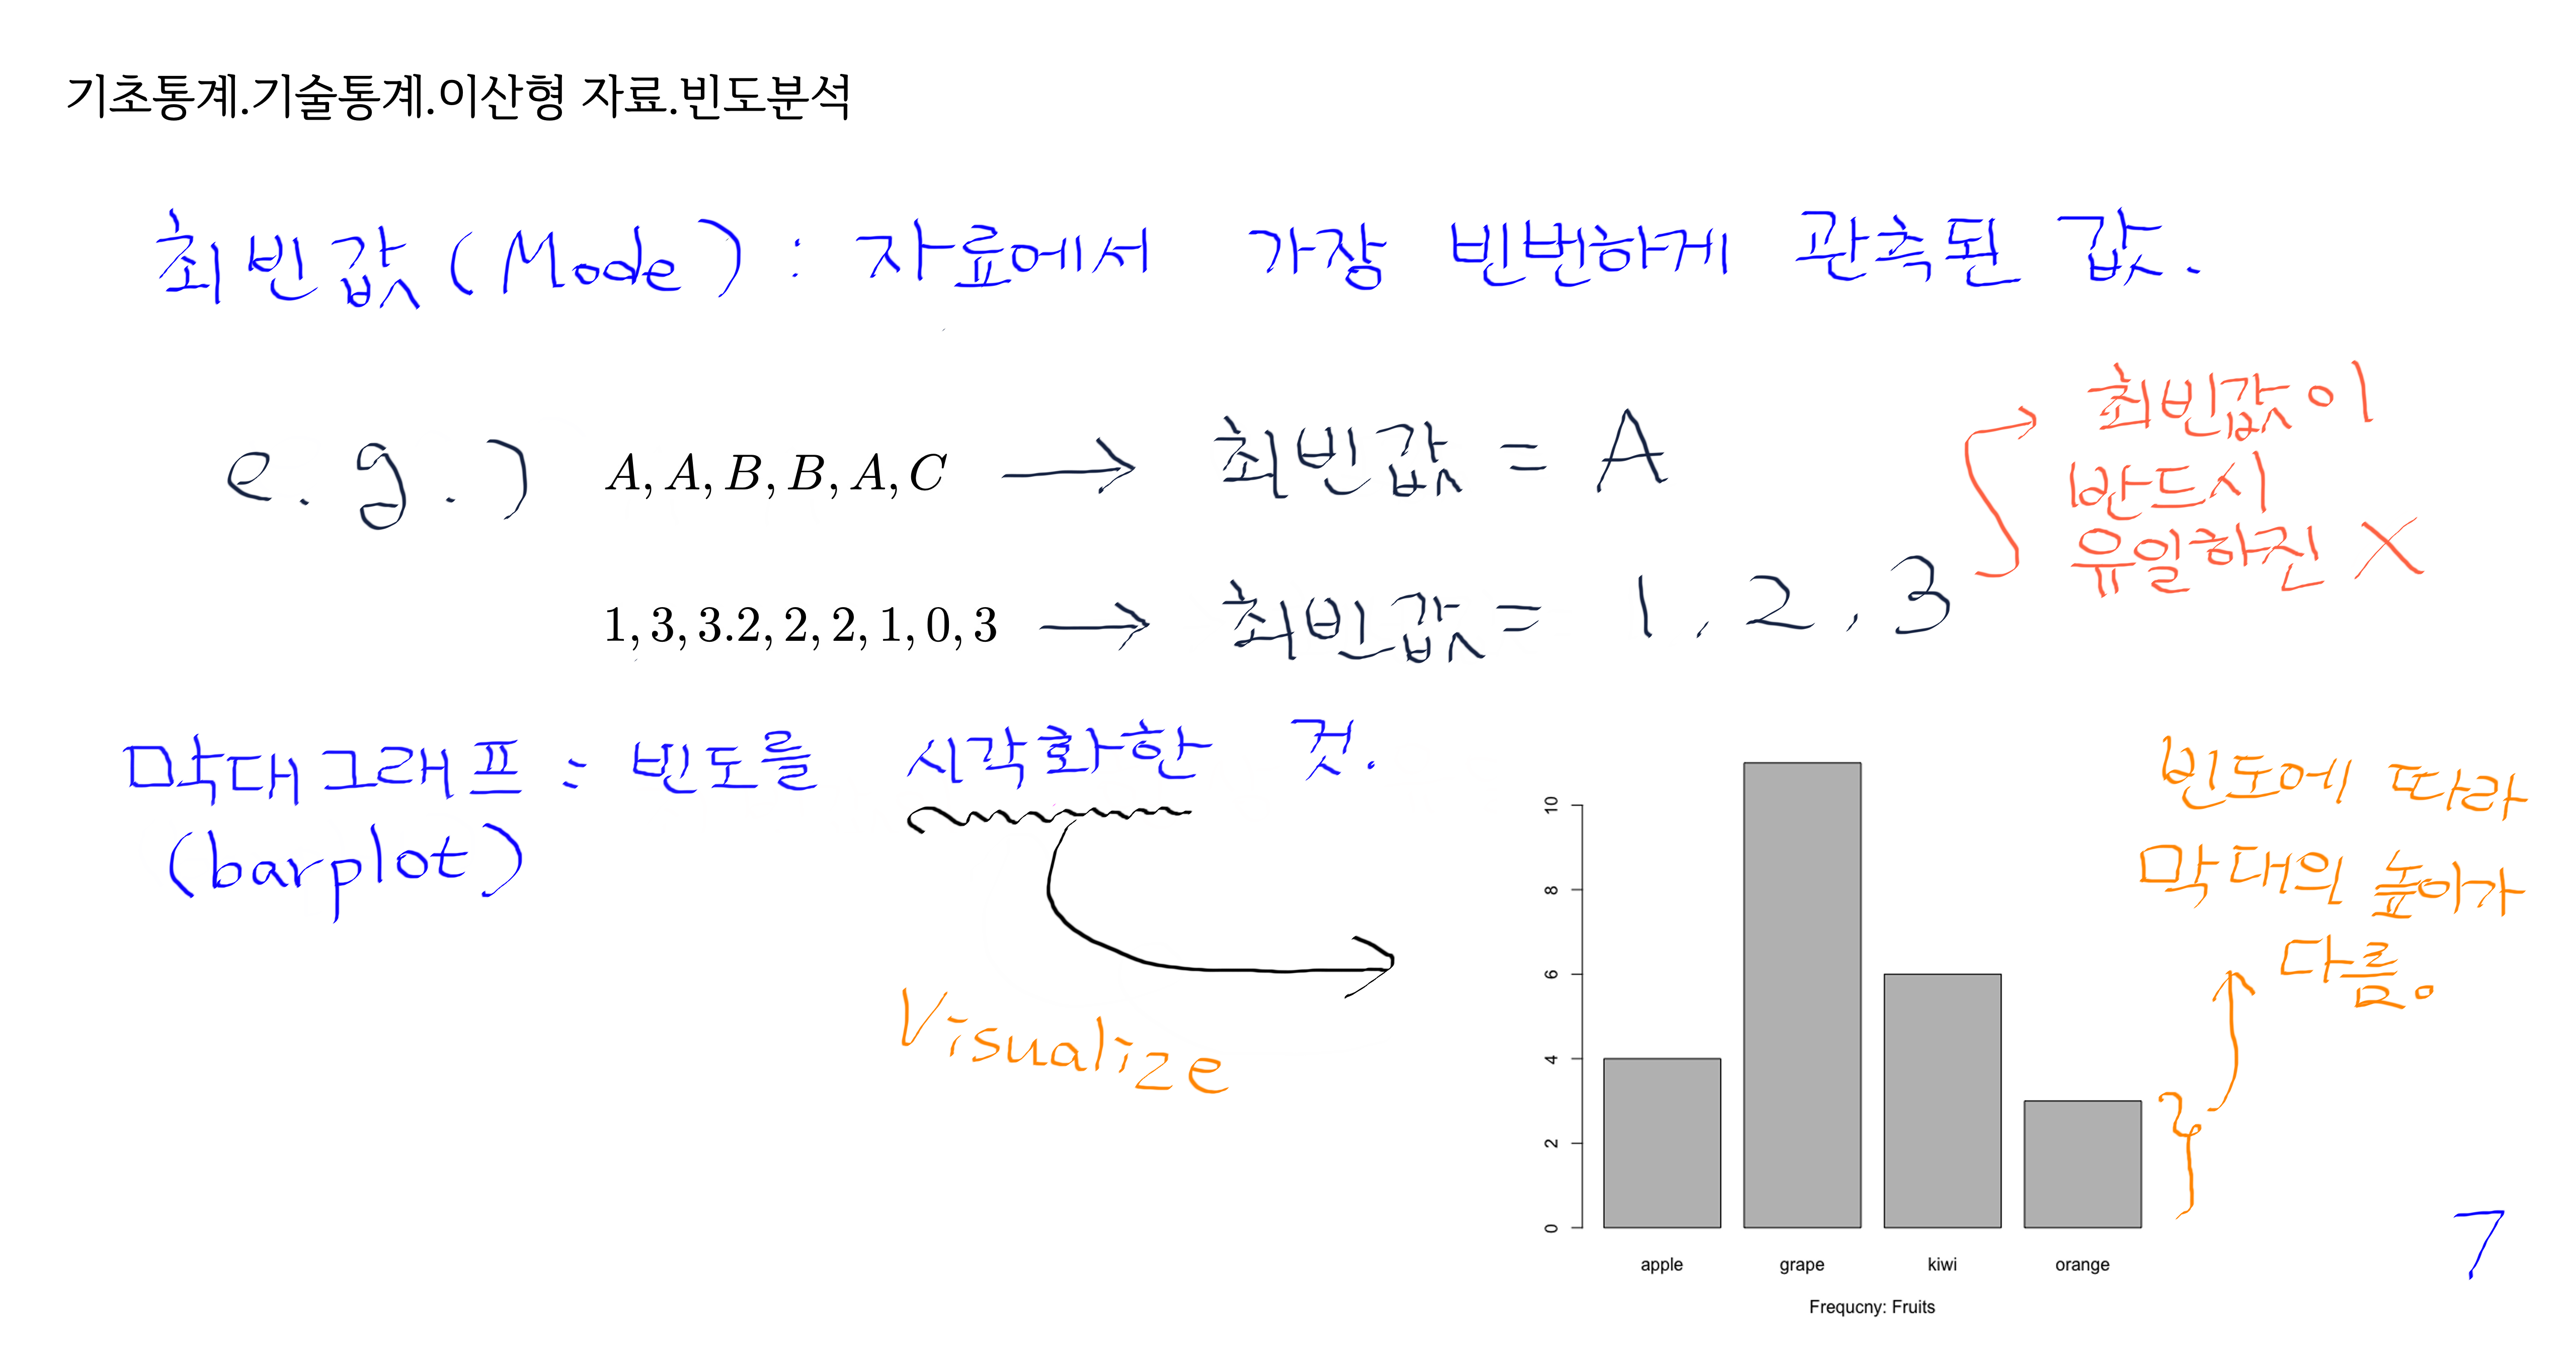 기초통계.기술통계.이산형 자료.빈도분석
최빈값 (Mode) : 자료에서 가장 빈번하게 관측된 값.
e.g.) A, A, B, B, A, C → 최빈값 = A
1, 3, 3.2, 2, 2, 1, 0, 3 → 최빈값 = 1, 2, 3
최빈값이
반드시
유일하진 X
막대그래프 : 빈도를 시각화한 것.
(barplot)
Visualize
빈도에 따라
막대의 높이가
다름.
10
8
6
4
2
0
apple grape kiwi orange
Frequcny: Fruits
7